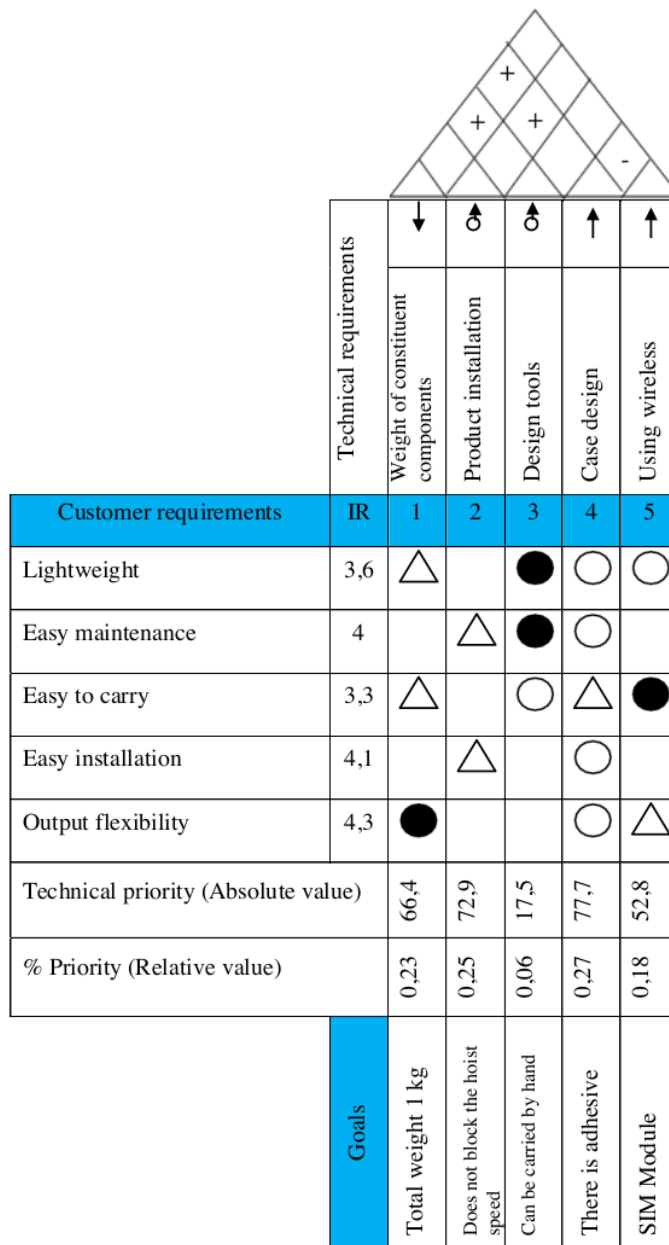 +
+ +
-
Technical requirements
Weight of constituent
components
Product installation
Design tools
Case design
Using wireless
Customer requirements IR 1 2 3 4 5
Lightweight 3,6
Easy maintenance 4
Easy to carry 3,3
Easy installation 4,1
Output flexibility 4,3
Technical priority (Absolute value) 66,4 72,9 17,5 77,7 52,8
% Priority (Relative value) 0,23 0,25 0,06 0,27 0,18
Goals
Total weight 1 kg
Does not block the hoist
speed
Can be carried by hand
There is adhesive
SIM Module